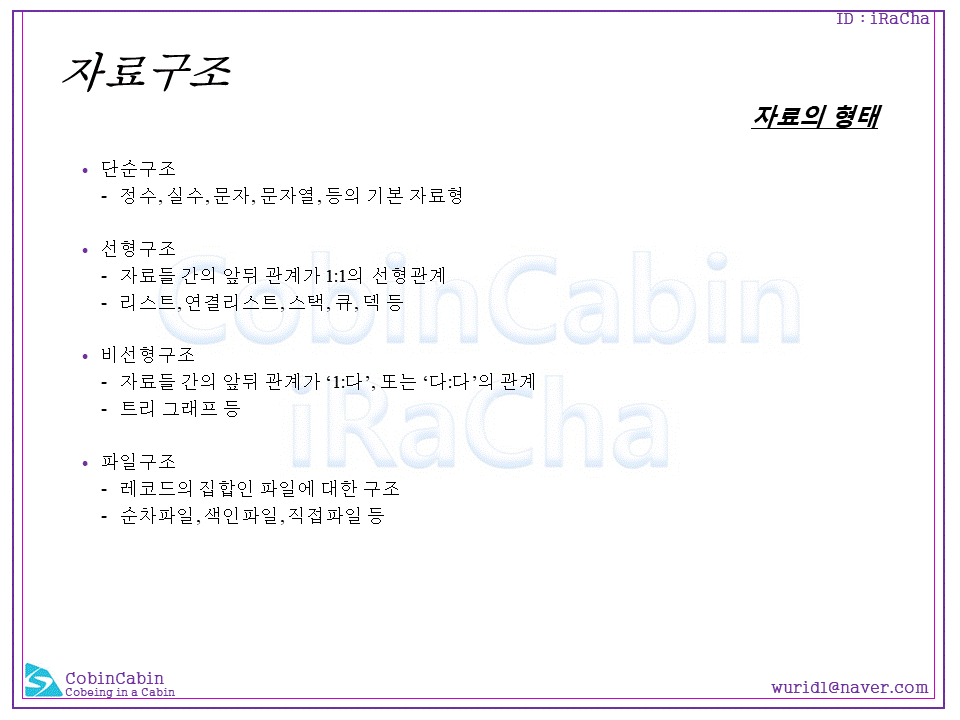 ID : iRaCha
자료구조
자료의 형태
• 단순구조
- 정수, 실수, 문자, 문자열, 등의 기본 자료형
• 선형구조
- 자료들 간의 앞뒤 관계가 1:1의 선형관계
- 리스트, 연결리스트, 스택, 큐, 덱 등
• 비선형구조
- 자료들 간의 앞뒤 관계가 ‘1:다’, 또는 ‘다:다’의 관계
- 트리 그래프 등
• 파일구조
- 레코드의 집합인 파일에 대한 구조
- 순차파일, 색인파일, 직접파일 등
CobinCabin
iRaCha
CobinCabin
Cobeing in a Cabin
wurid1@naver.com